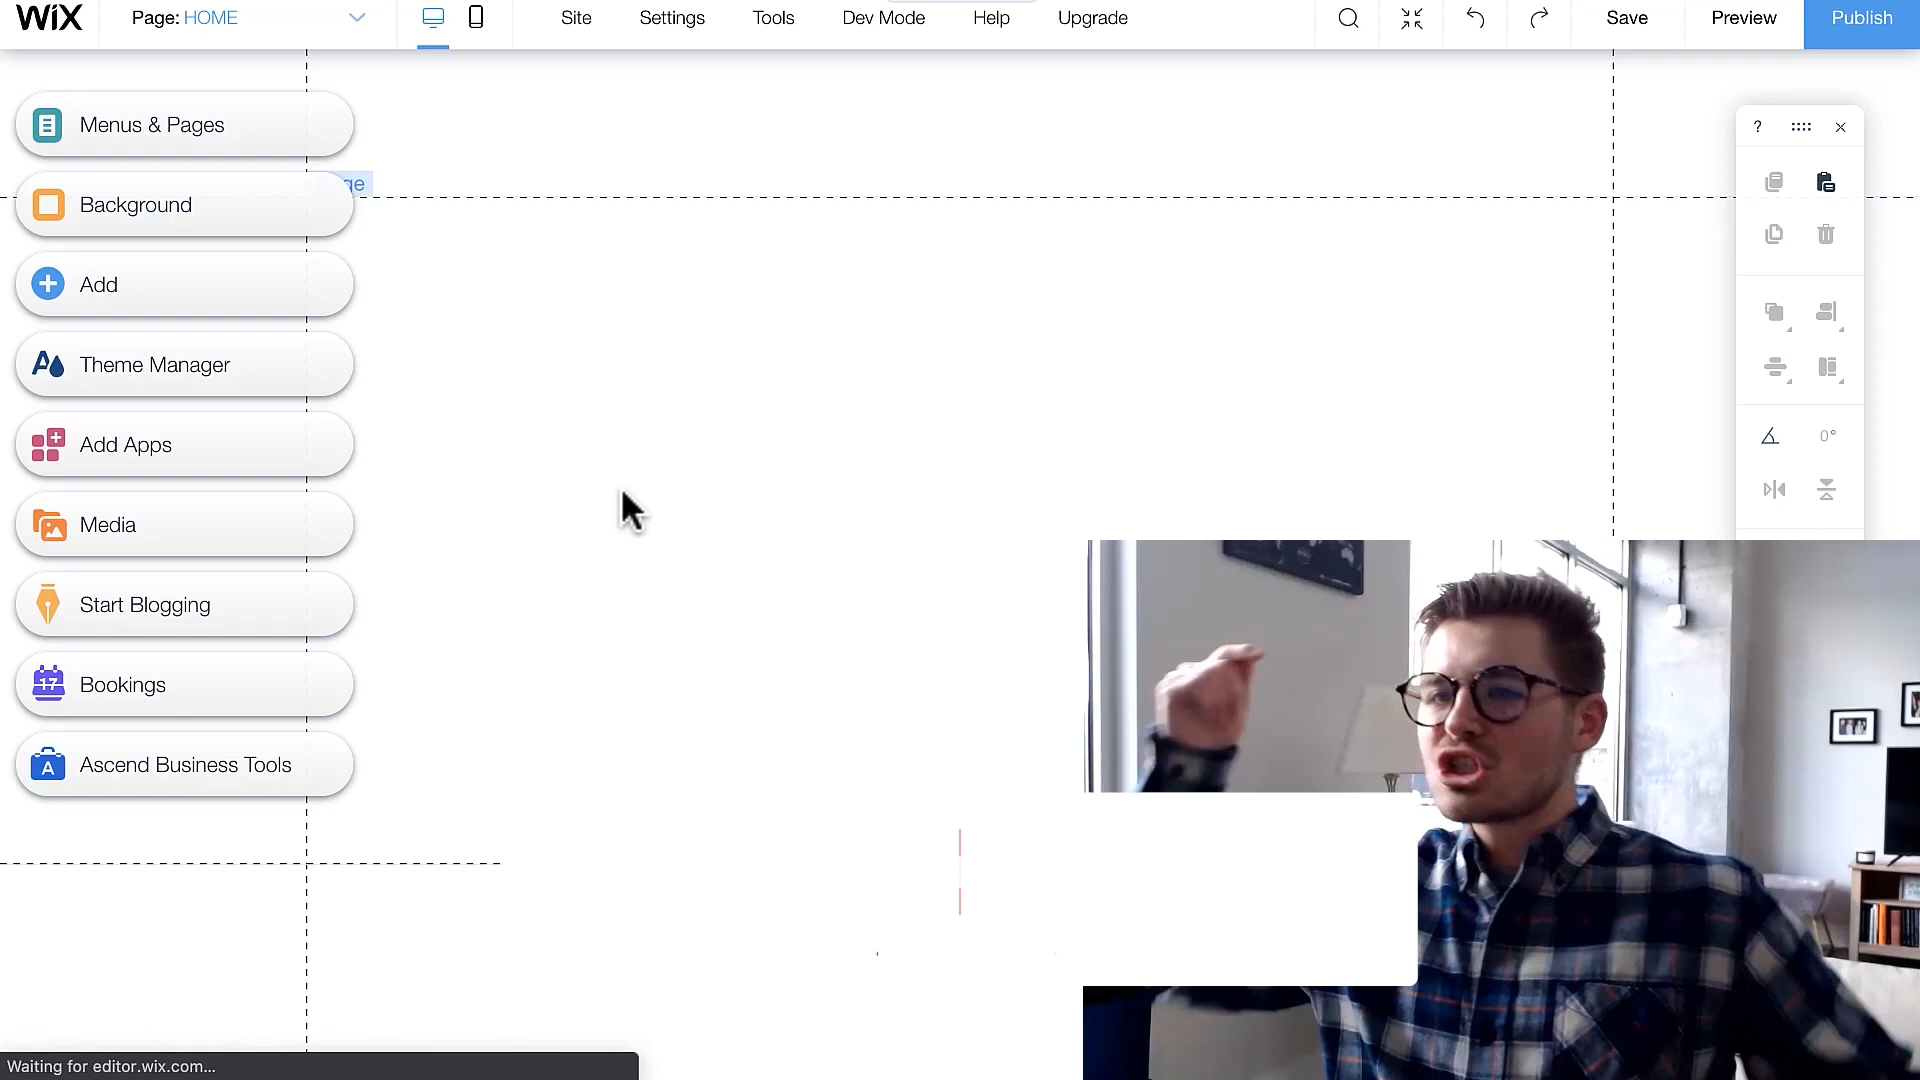 WiX
Page: HOME
Site
Settings
Tools
Dev Mode
Help
Upgrade
Save
Preview
Publish
Menus & Pages
Background
Add
Theme Manager
Add Apps
Media
Start Blogging
17
Bookings
A
Ascend Business Tools
?
0°
Waiting for editor.wix.com...